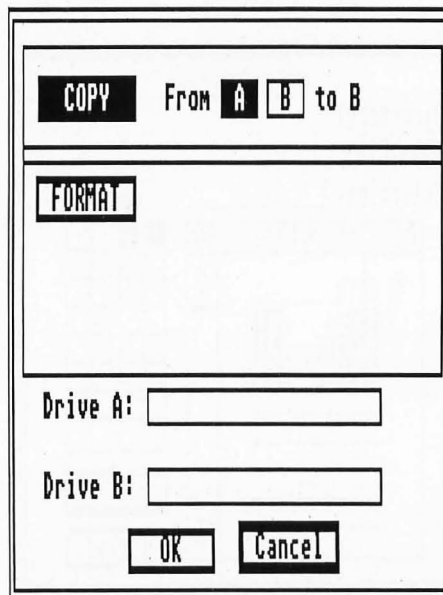 COPY From A B to B
FORMAT
Drive A:
Drive B:
OK Cancel